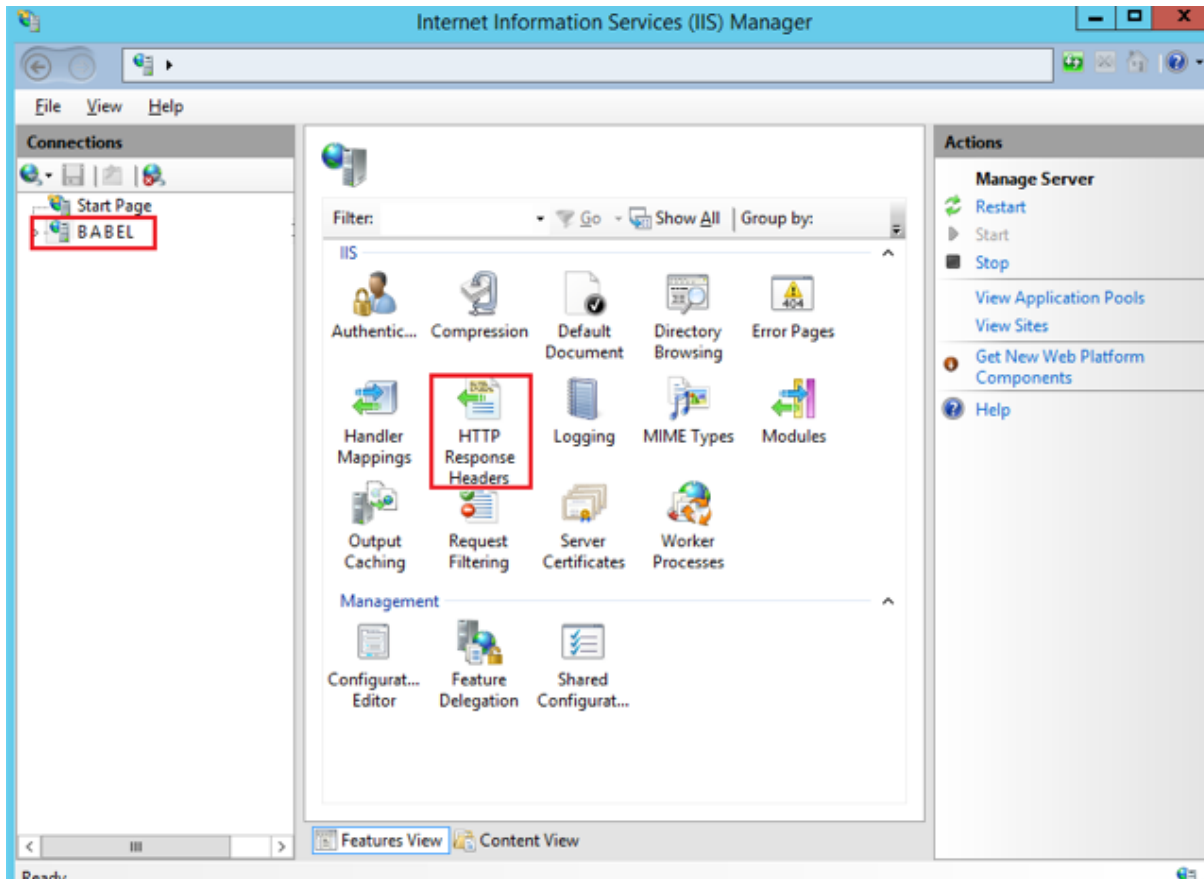 Internet Information Services (IIS) Manager
File View Help
Connections
Start Page
BABEL
Filter: Go Show All Group by:
IIS
Authentic... Compression Default Document Directory Browsing Error Pages
Handler Mappings HTTP Response Headers Logging MIME Types Modules
Output Caching Request Filtering Server Certificates Worker Processes
Management
Configurat... Editor Feature Delegation Shared Configurat...
Features View Content View
Actions
Manage Server
Restart
Start
Stop
View Application Pools
View Sites
Get New Web Platform
Components
Help
Ready